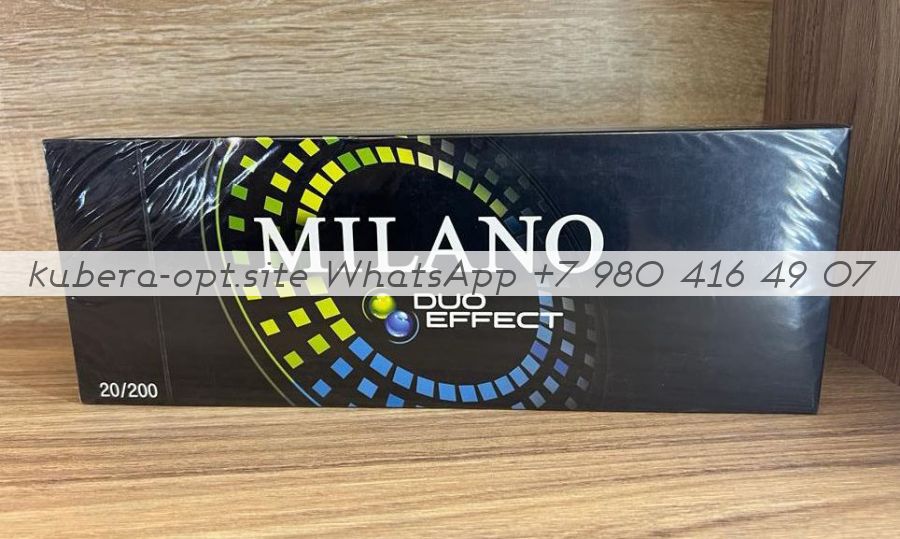 MILANO
kubera-opt.site WhatsApp +7 980 416 49 07
DUO
EFFECT
20/200